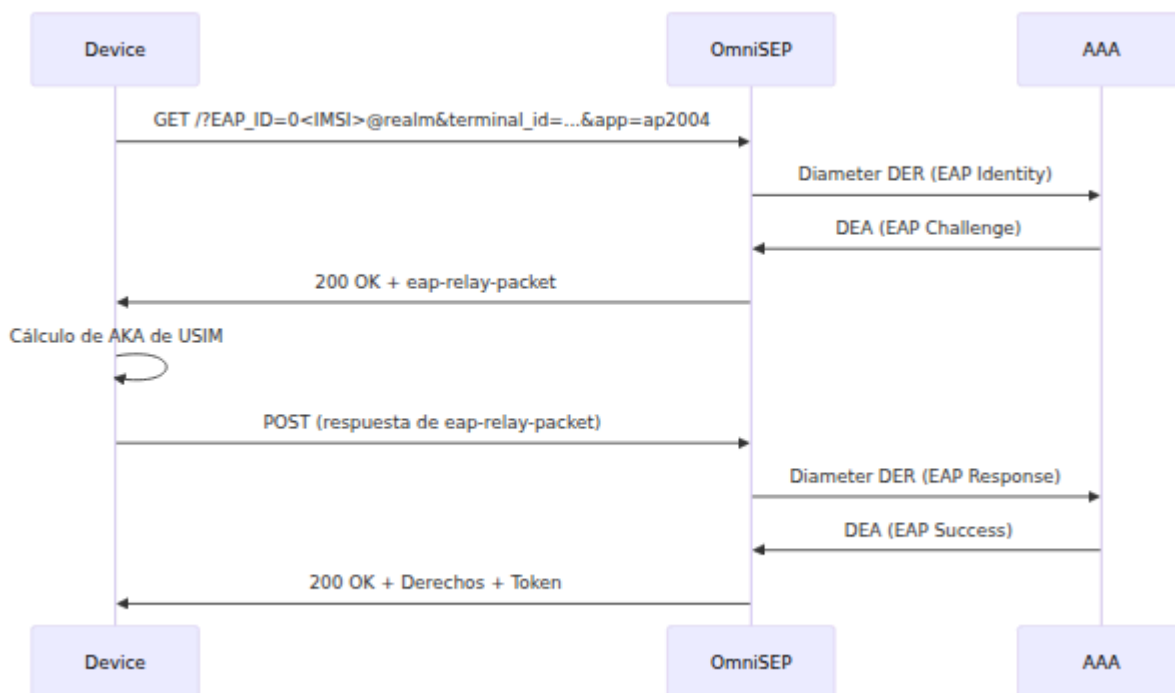 Device OmniSEP AAA
GET /?EAP_ID=0<IMSI>@realm&terminal_id=...&app=ap2004
Diameter DER (EAP Identity)
DEA (EAP Challenge)
200 OK + eap-relay-packet
Cálculo de AKA de USIM
POST (respuesta de eap-relay-packet)
Diameter DER (EAP Response)
DEA (EAP Success)
200 OK + Derechos + Token
Device OmniSEP AAA